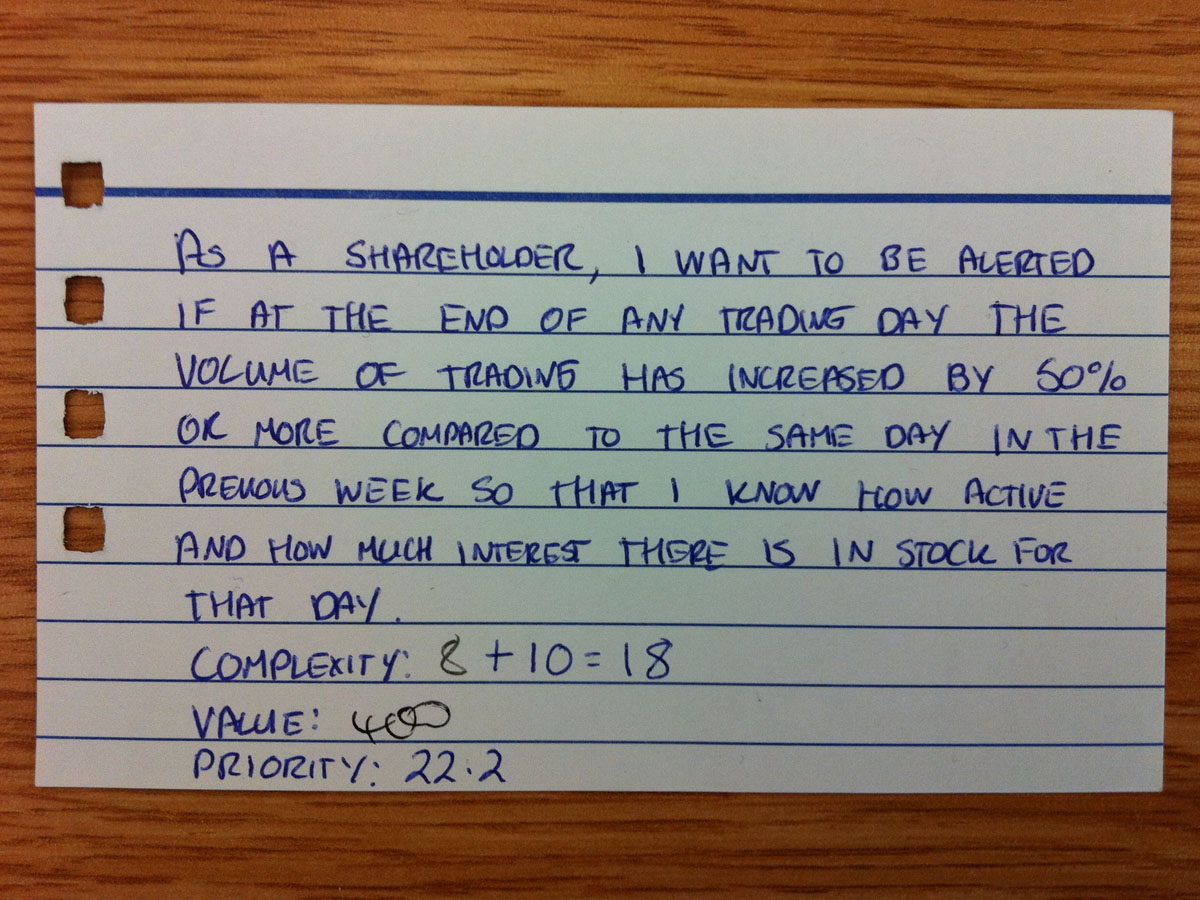 AS A SHAREHOLDER, I WANT TO BE ALERTED
IF AT THE END OF ANY TRADING DAY THE
VOLUME OF TRADING HAS INCREASED BY 50%
OR MORE COMPARED TO THE SAME DAY IN THE
PREVIOUS WEEK SO THAT I KNOW HOW ACTIVE
AND HOW MUCH INTEREST THERE IS IN STOCK FOR
THAT DAY.
COMPLEXITY: 8 + 10 = 18
VALUE: 400
PRIORITY: 22.2